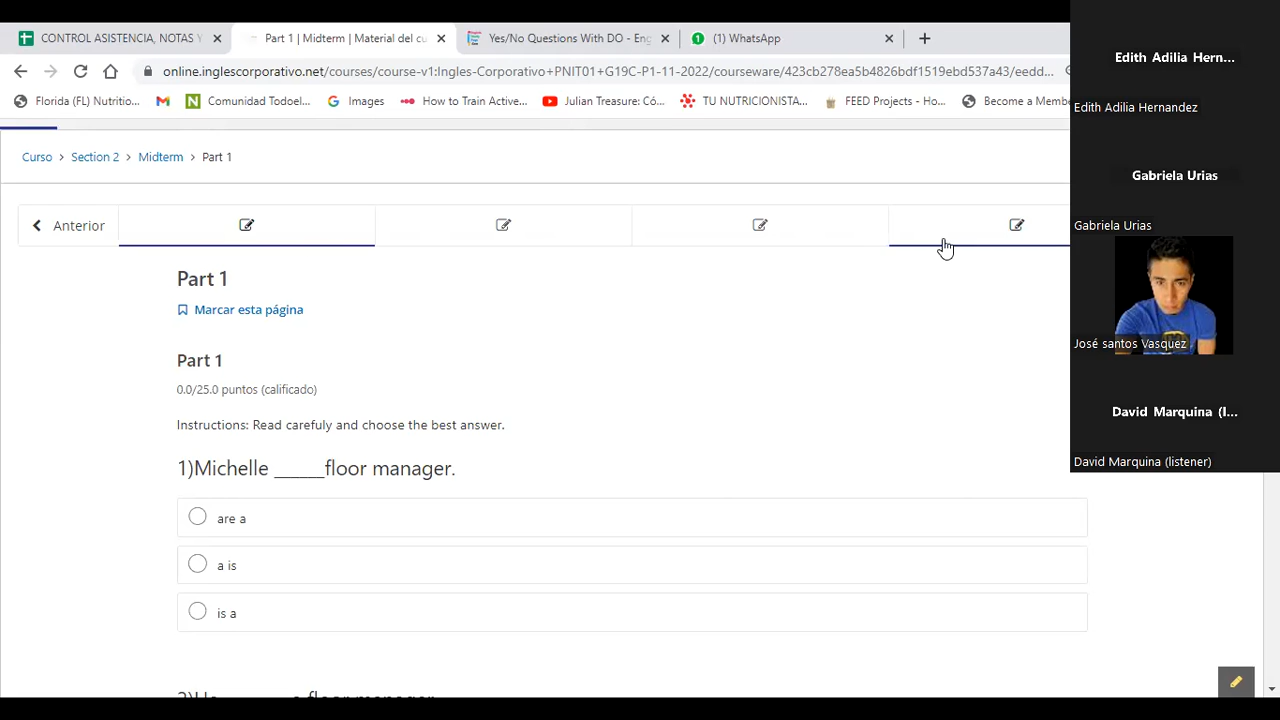 CONTROL ASISTENCIA, NOTAS Y
Part 1 | Midterm | Material del cu
Yes/No Questions With DO - Eng
(1) WhatsApp
online.inglescorporativo.net/courses/course-v1:Ingles-Corporativo+PNIT01+G19C-P1-11-2022/courseware/423cb278ea5b4826bdf1519ebd537a43/eedd...
Florida (FL) Nutritio...
Comunidad Todoel...
Images
How to Train Active...
Julian Treasure: Có...
TU NUTRICIONISTA...
FEED Projects - Ho...
Become a Memb
Curso > Section 2 > Midterm > Part 1
Anterior
Part 1
Marcar esta página
Part 1
0.0/25.0 puntos (calificado)
Instructions: Read carefuly and choose the best answer.
1)Michelle ______floor manager.
are a
a is
is a
Edith Adilia Hern...
Edith Adilia Hernandez
Gabriela Urias
Gabriela Urias
José santos Vasquez
David Marquina (l...
David Marquina (listener)